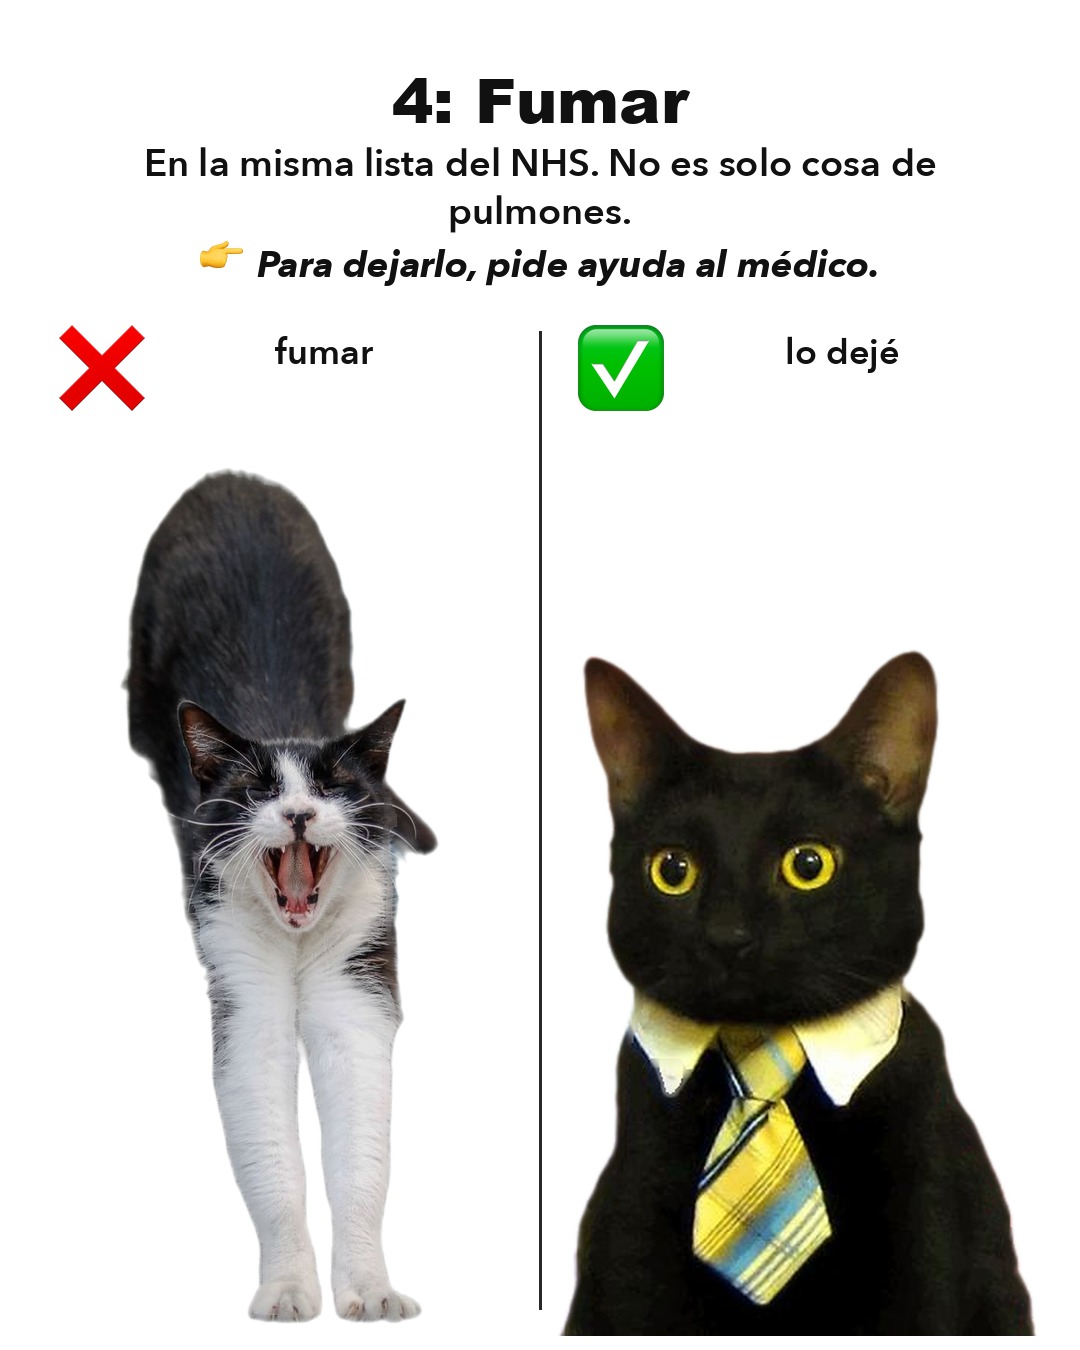 4: Fumar
En la misma lista del NHS. No es solo cosa de
pulmones.
👉 Para dejarlo, pide ayuda al médico.
❌ fumar
✅ lo dejé